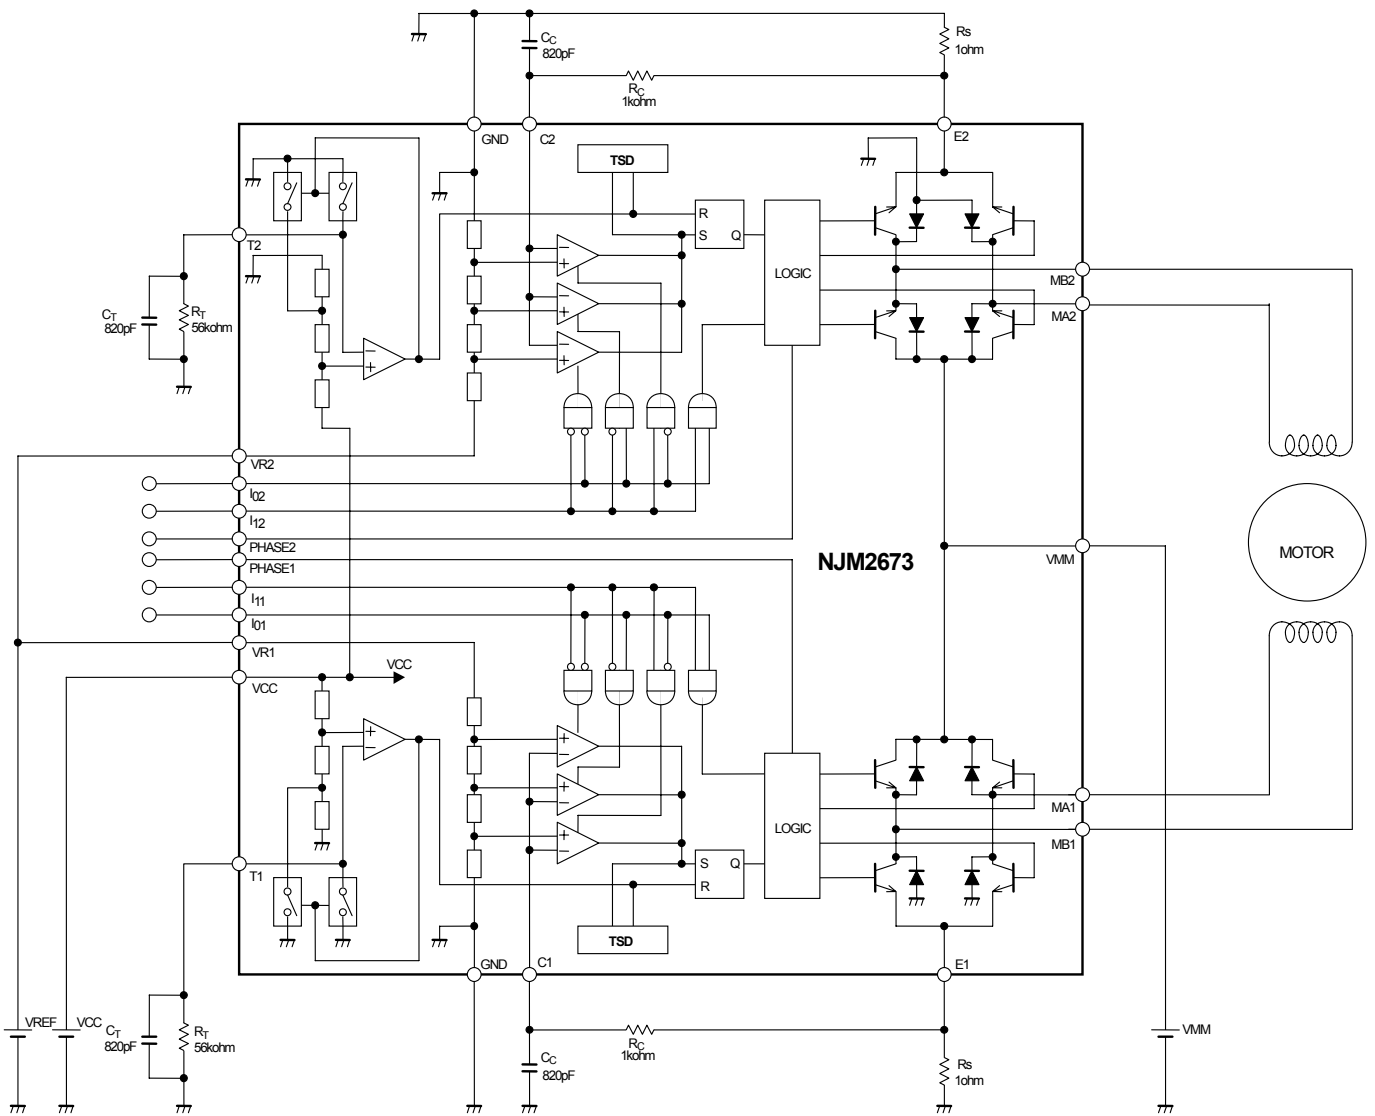 CC
820pF
Rs
1ohm
RC
1kohm
GND
C2
E2
TSD
R
S
Q
T2
LOGIC
MB2
MA2
CT
820pF
RT
56kohm
−
+
−
+
−
+
−
+
VR2
I02
I12
PHASE2
PHASE1
I11
I01
VR1
VCC
VCC
NJM2673
VMM
MOTOR
+
−
+
−
+
−
+
−
LOGIC
MA1
MB1
S
Q
R
T1
TSD
GND
C1
E1
VREF
VCC
CT
820pF
RT
56kohm
RC
1kohm
CC
820pF
Rs
1ohm
VMM